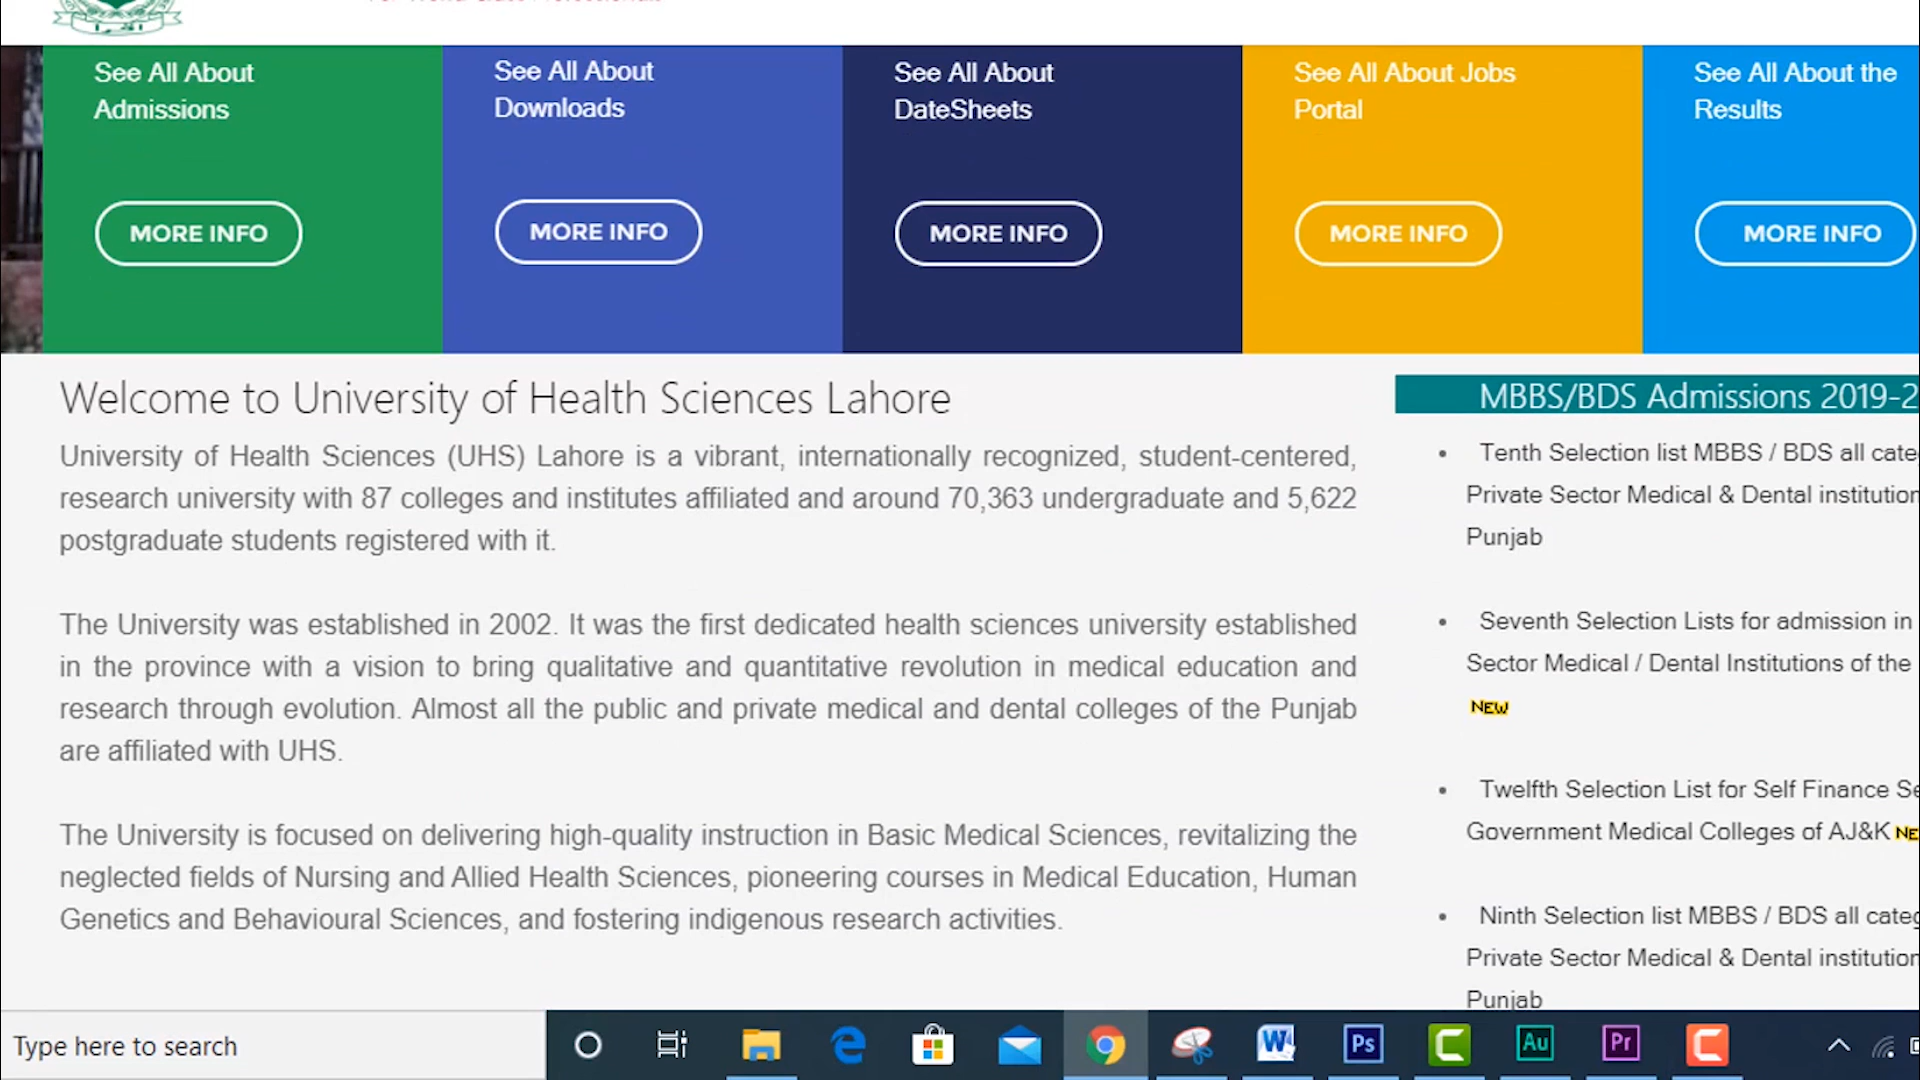 See All About
Admissions
MORE INFO
See All About
Downloads
MORE INFO
See All About
DateSheets
MORE INFO
See All About Jobs
Portal
MORE INFO
See All About the
Results
MORE INFO
Welcome to University of Health Sciences Lahore
University of Health Sciences (UHS) Lahore is a vibrant, internationally recognized, student-centered,
research university with 87 colleges and institutes affiliated and around 70,363 undergraduate and 5,622
postgraduate students registered with it.
The University was established in 2002. It was the first dedicated health sciences university established
in the province with a vision to bring qualitative and quantitative revolution in medical education and
research through evolution. Almost all the public and private medical and dental colleges of the Punjab
are affiliated with UHS.
The University is focused on delivering high-quality instruction in Basic Medical Sciences, revitalizing the
neglected fields of Nursing and Allied Health Sciences, pioneering courses in Medical Education, Human
Genetics and Behavioural Sciences, and fostering indigenous research activities.
MBBS/BDS Admissions 2019-2
• Tenth Selection list MBBS / BDS all cate
Private Sector Medical & Dental institution
Punjab
• Seventh Selection Lists for admission in
Sector Medical / Dental Institutions of the
NEW
• Twelfth Selection List for Self Finance Se
Government Medical Colleges of AJ&K NE
• Ninth Selection list MBBS / BDS all categ
Private Sector Medical & Dental institution
Punjab
Type here to search
W
Ps
C
Au
Pr
C